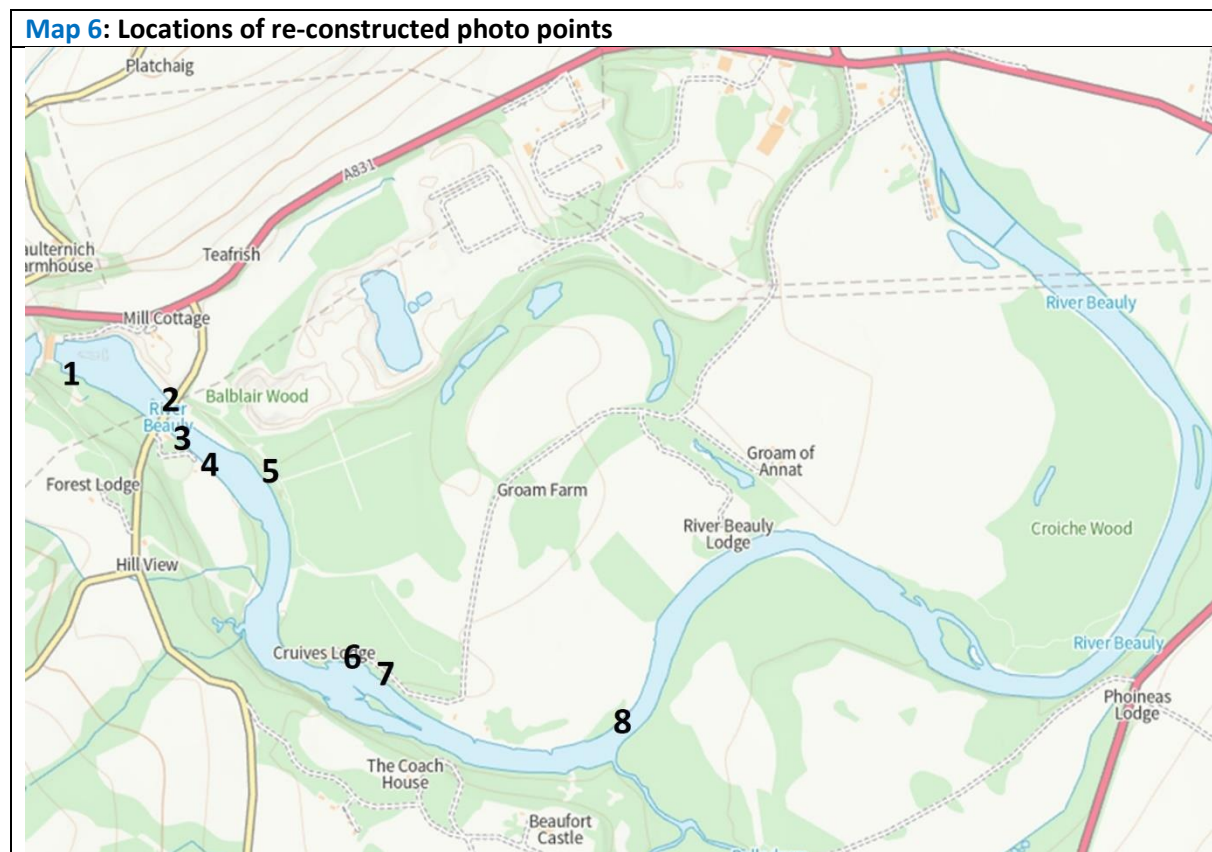 Map 6: Locations of re-constructed photo points
Platchaig
A831
aulternich
armhouse
Teafrish
River Beauly
Mill Cottage
1
2
Balblair Wood
River
Beauly
3
4
5
Groam of
Annat
Forest Lodge
Groam Farm
River Beauly
Lodge
Croiche Wood
Hill View
Cruives Lodge
6
7
River Beauly
Phoineas
Lodge
8
The Coach
House
Beaufort
Castle